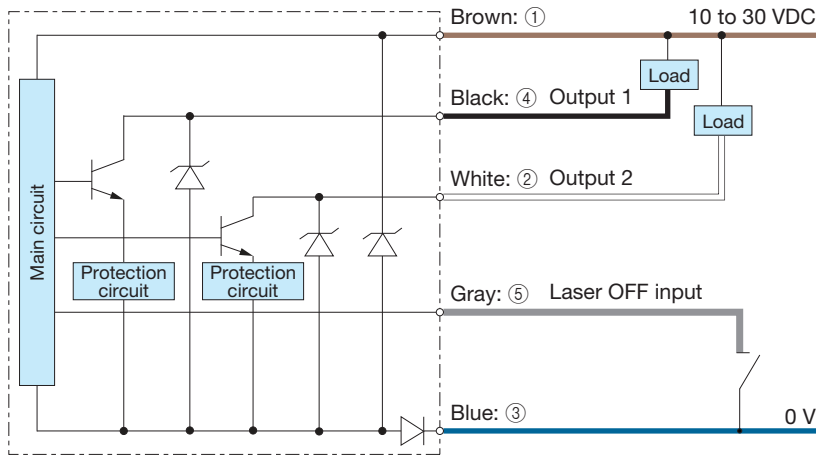 Brown: ① 10 to 30 VDC
Load
Black: ④ Output 1
Load
White: ② Output 2
Main circuit
Protection
circuit
Protection
circuit
Gray: ⑤ Laser OFF input
Blue: ③ 0 V